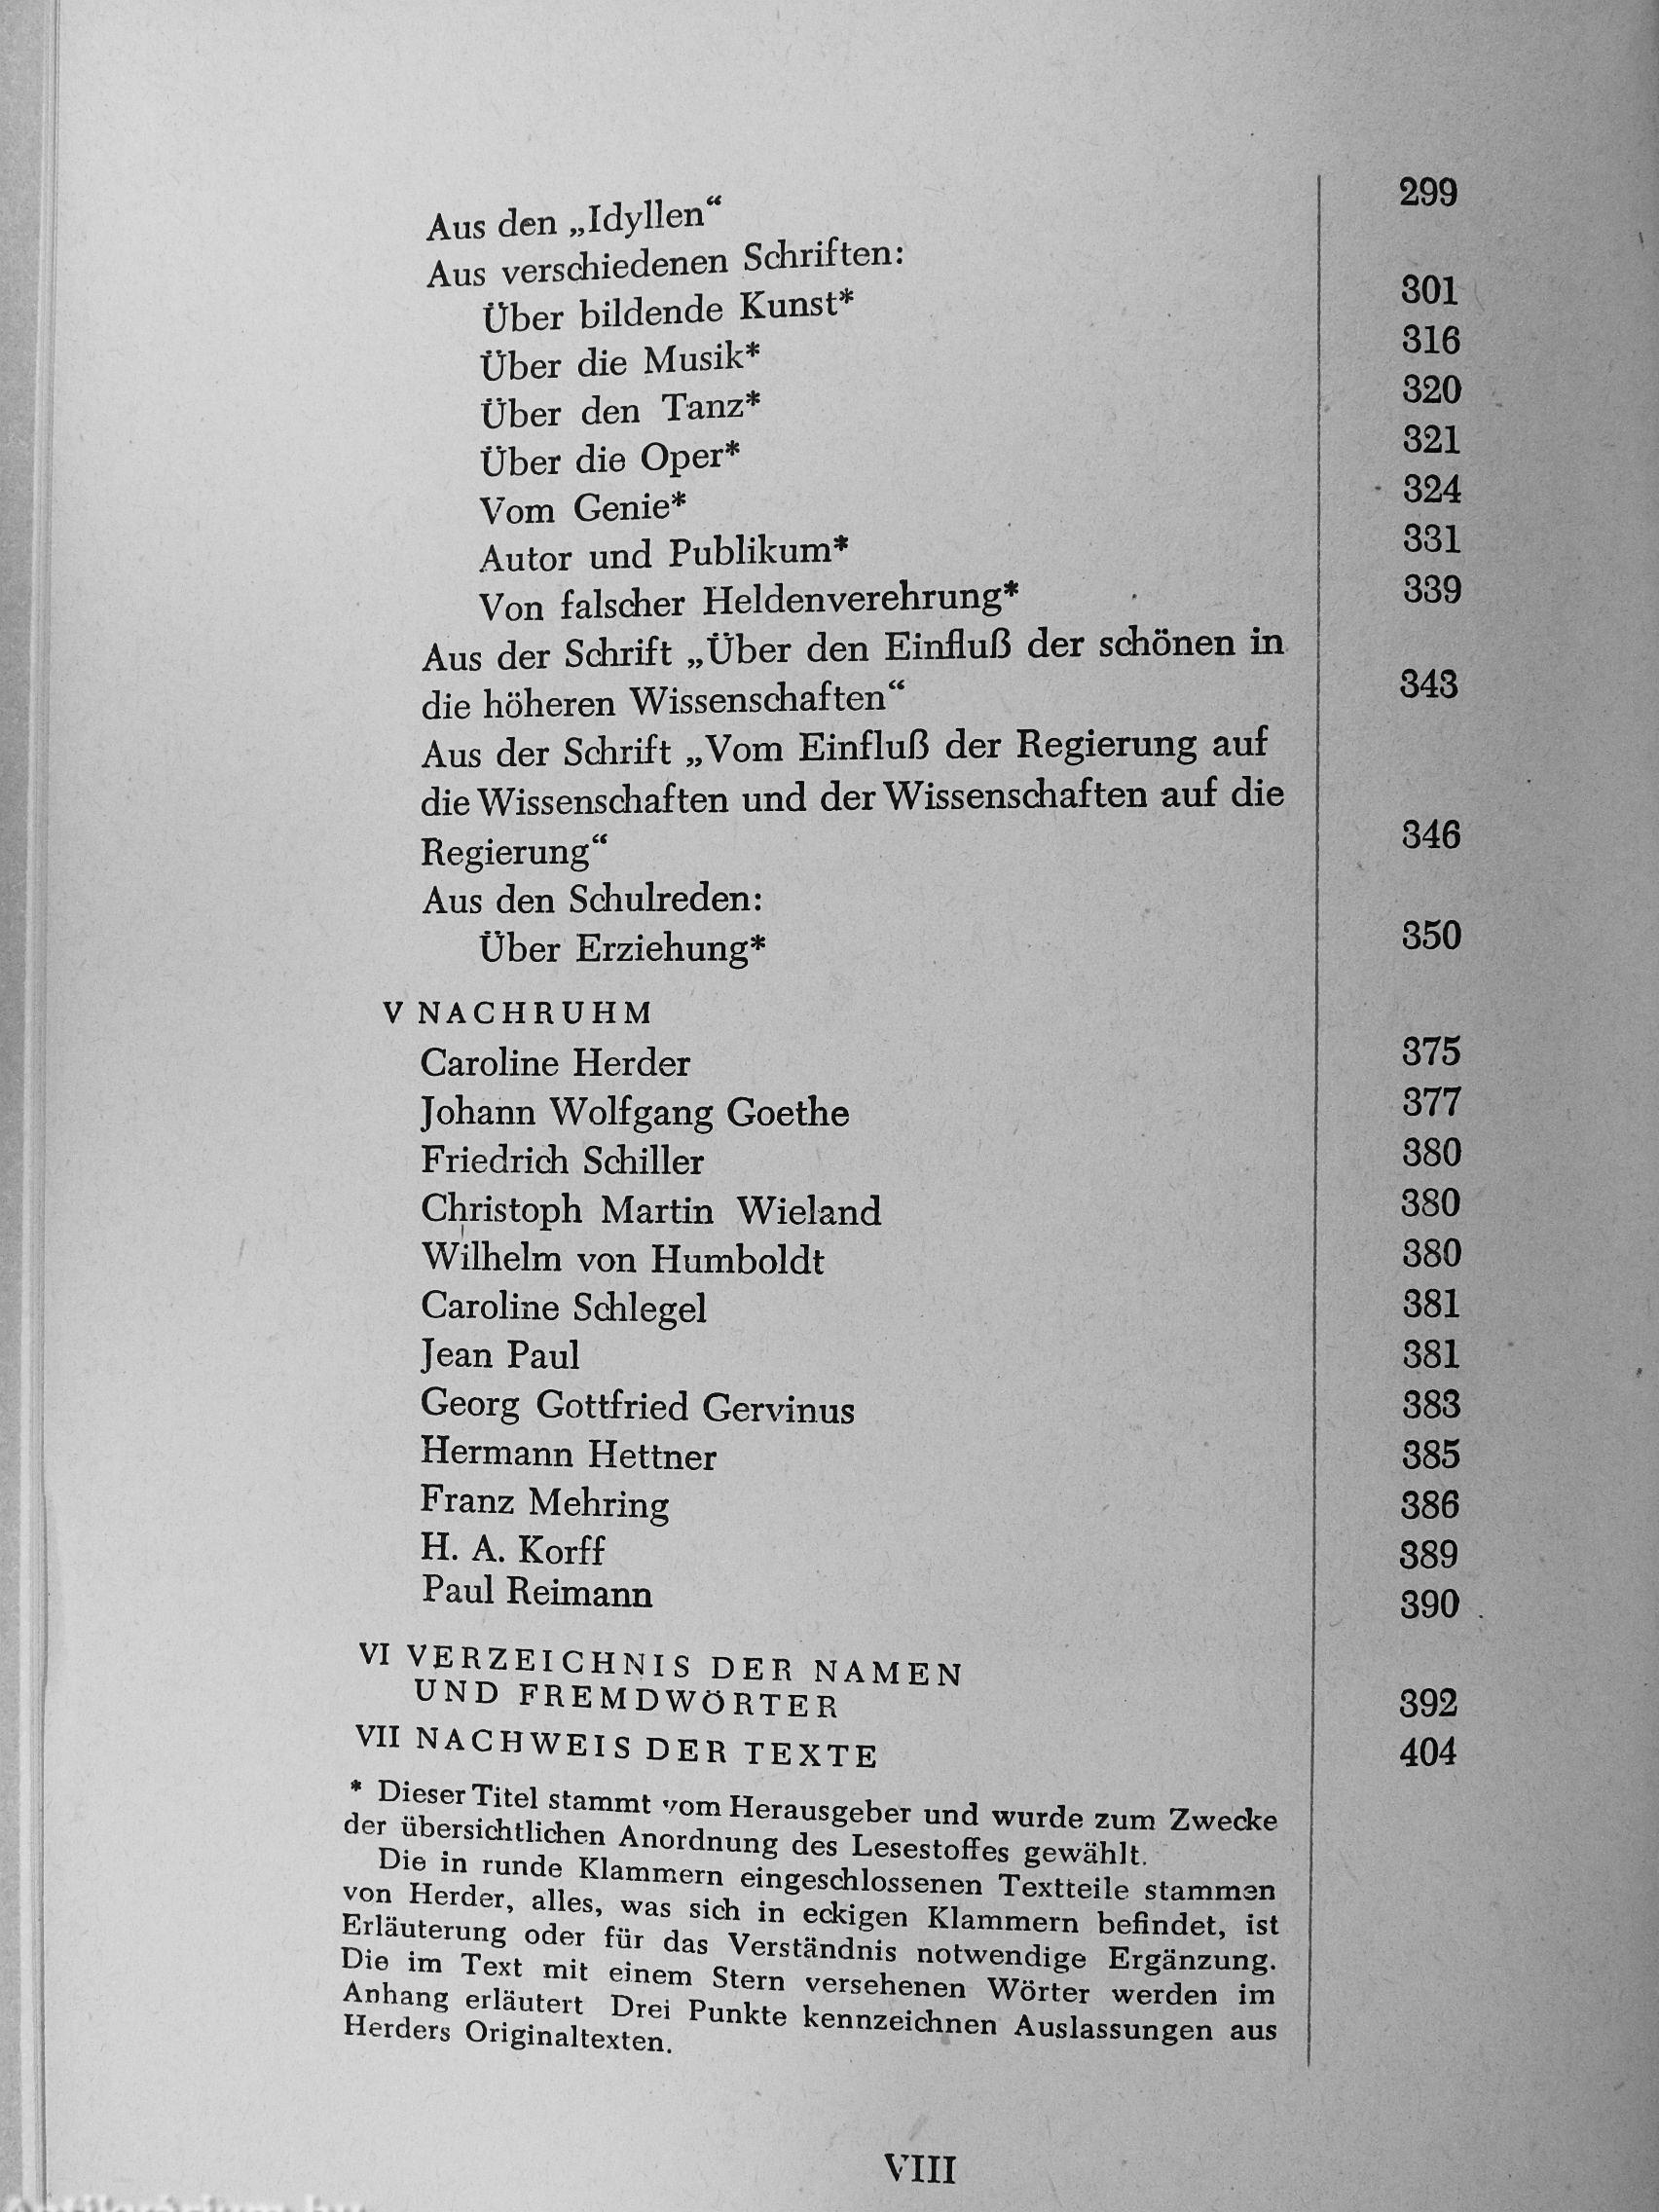 Aus den „Idyllen“ 299
Aus verschiedenen Schriften:
Über bildende Kunst* 301
Über die Musik* 316
Über den Tanz* 320
Über die Oper* 321
Vom Genie* 324
Autor und Publikum* 331
Von falscher Heldenverehrung* 339
Aus der Schrift „Über den Einfluß der schönen in
die höheren Wissenschaften“ 343
Aus der Schrift „Vom Einfluß der Regierung auf
die Wissenschaften und der Wissenschaften auf die
Regierung“ 346
Aus den Schulreden:
Über Erziehung* 350
V NACHRUHM
Caroline Herder 375
Johann Wolfgang Goethe 377
Friedrich Schiller 380
Christoph Martin Wieland 380
Wilhelm von Humboldt 380
Caroline Schlegel 381
Jean Paul 381
Georg Gottfried Gervinus 383
Hermann Hettner 385
Franz Mehring 386
H. A. Korff 389
Paul Reimann 390
VI VERZEICHNIS DER NAMEN
UND FREMDWÖRTER 392
VII NACHWEIS DER TEXTE 404
* Dieser Titel stammt vom Herausgeber und wurde zum Zwecke
der übersichtlichen Anordnung des Lesestoffes gewählt.
Die in runde Klammern eingeschlossenen Textteile stammen
von Herder, alles, was sich in eckigen Klammern befindet, ist
Erläuterung oder für das Verständnis notwendige Ergänzung.
Die im Text mit einem Stern versehenen Wörter werden im
Anhang erläutert Drei Punkte kennzeichnen Auslassungen aus
Herders Originaltexten.
VIII